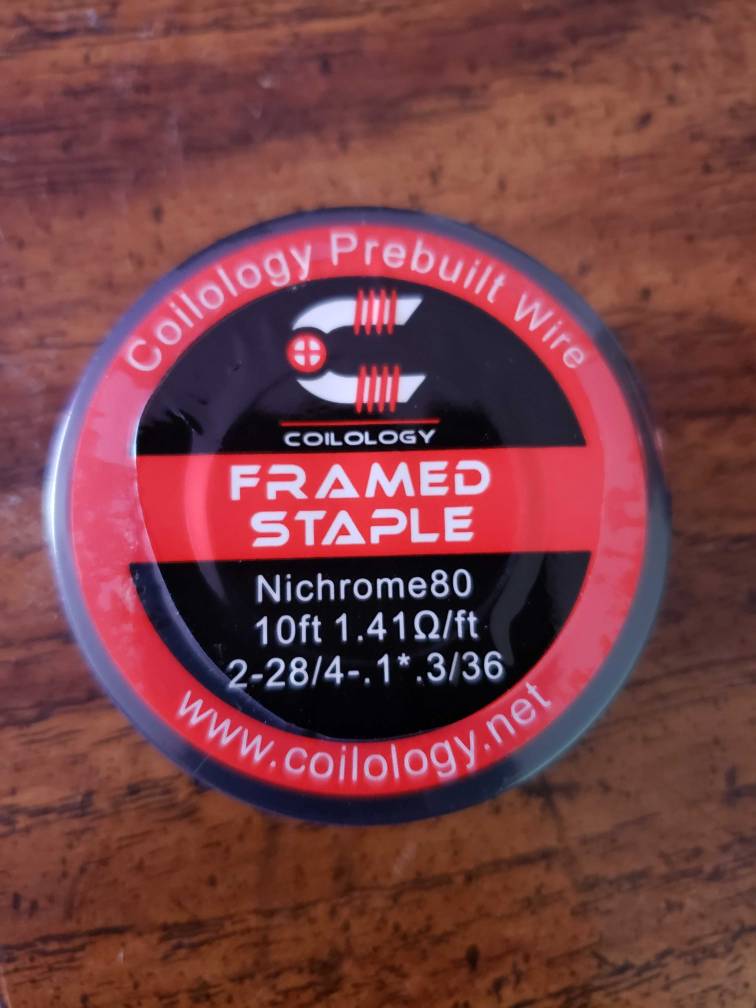 Coilology Prebuilt Wire
COILOLOGY
FRAMED
STAPLE
Nichrome80
10ft 1.41Ω/ft
2-28/4-.1*.3/36
www.coilology.net